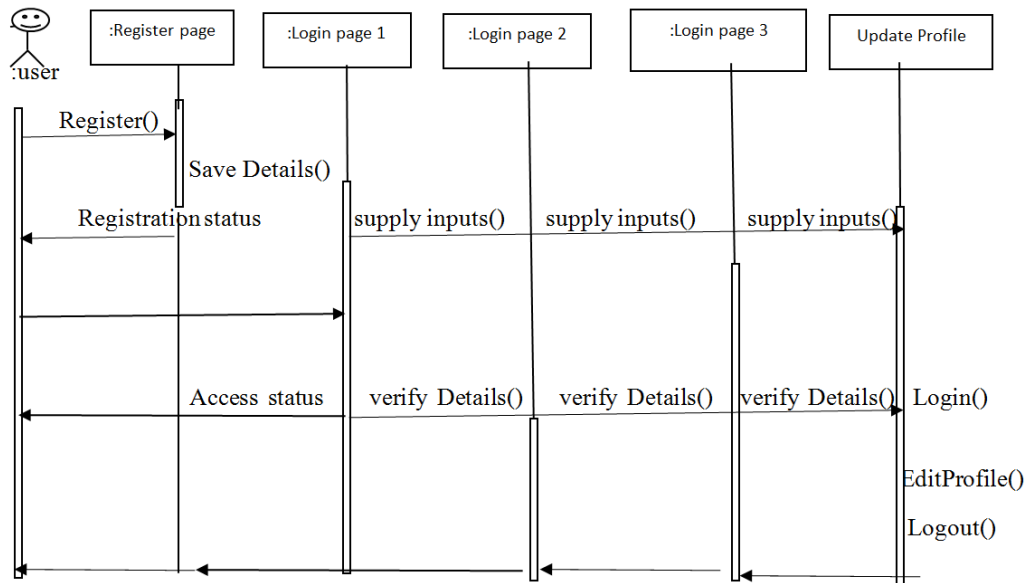 :Register page
:Login page 1
:Login page 2
:Login page 3
Update Profile
:user
Register()
Save Details()
Registration status
supply inputs()
supply inputs()
supply inputs()
Access status
verify Details()
verify Details()
verify Details()
Login()
EditProfile()
Logout()